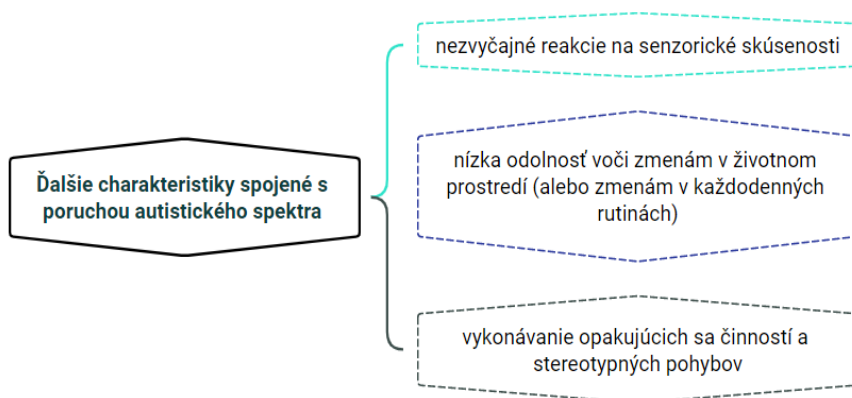 Ďalšie charakteristiky spojené s
poruchou autistického spektra
nezvyčajné reakcie na senzorické skúsenosti
nízka odolnosť voči zmenám v životnom
prostredí (alebo zmenám v každodenných
rutinách)
vykonávanie opakujúcich sa činností a
stereotypných pohybov